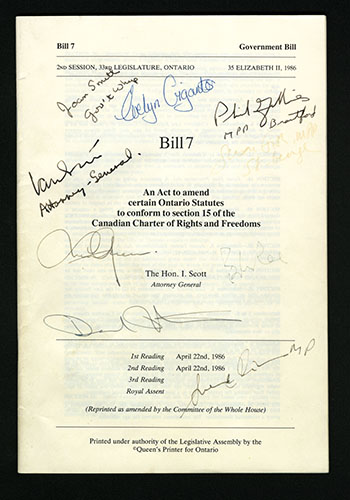 Bill 7
Government Bill
2ND SESSION, 33RD LEGISLATURE, ONTARIO
35 ELIZABETH II, 1986
Joan Smith
Gov't Whip
Evelyn Gigantes
Phil Gillies
MPP Brantford
Bill 7
Ian Scott
Attorney-General.
An Act to amend
certain Ontario Statutes
to conform to section 15 of the
Canadian Charter of Rights and Freedoms
The Hon. I. Scott
Attorney General
1st Reading April 22nd, 1986
2nd Reading April 22nd, 1986
3rd Reading
Royal Assent
MP
(Reprinted as amended by the Committee of the Whole House)
Printed under authority of the Legislative Assembly by the
©Queen's Printer for Ontario